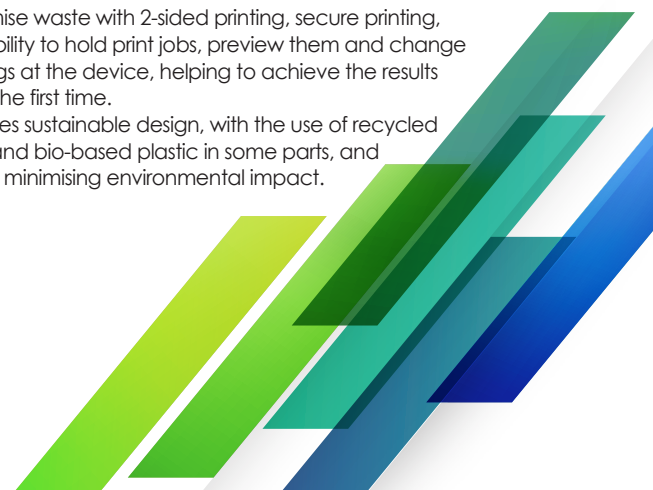 nise waste with 2-sided printing, secure printing,
bility to hold print jobs, preview them and change
gs at the device, helping to achieve the results
he first time.
es sustainable design, with the use of recycled
and bio-based plastic in some parts, and
minimising environmental impact.